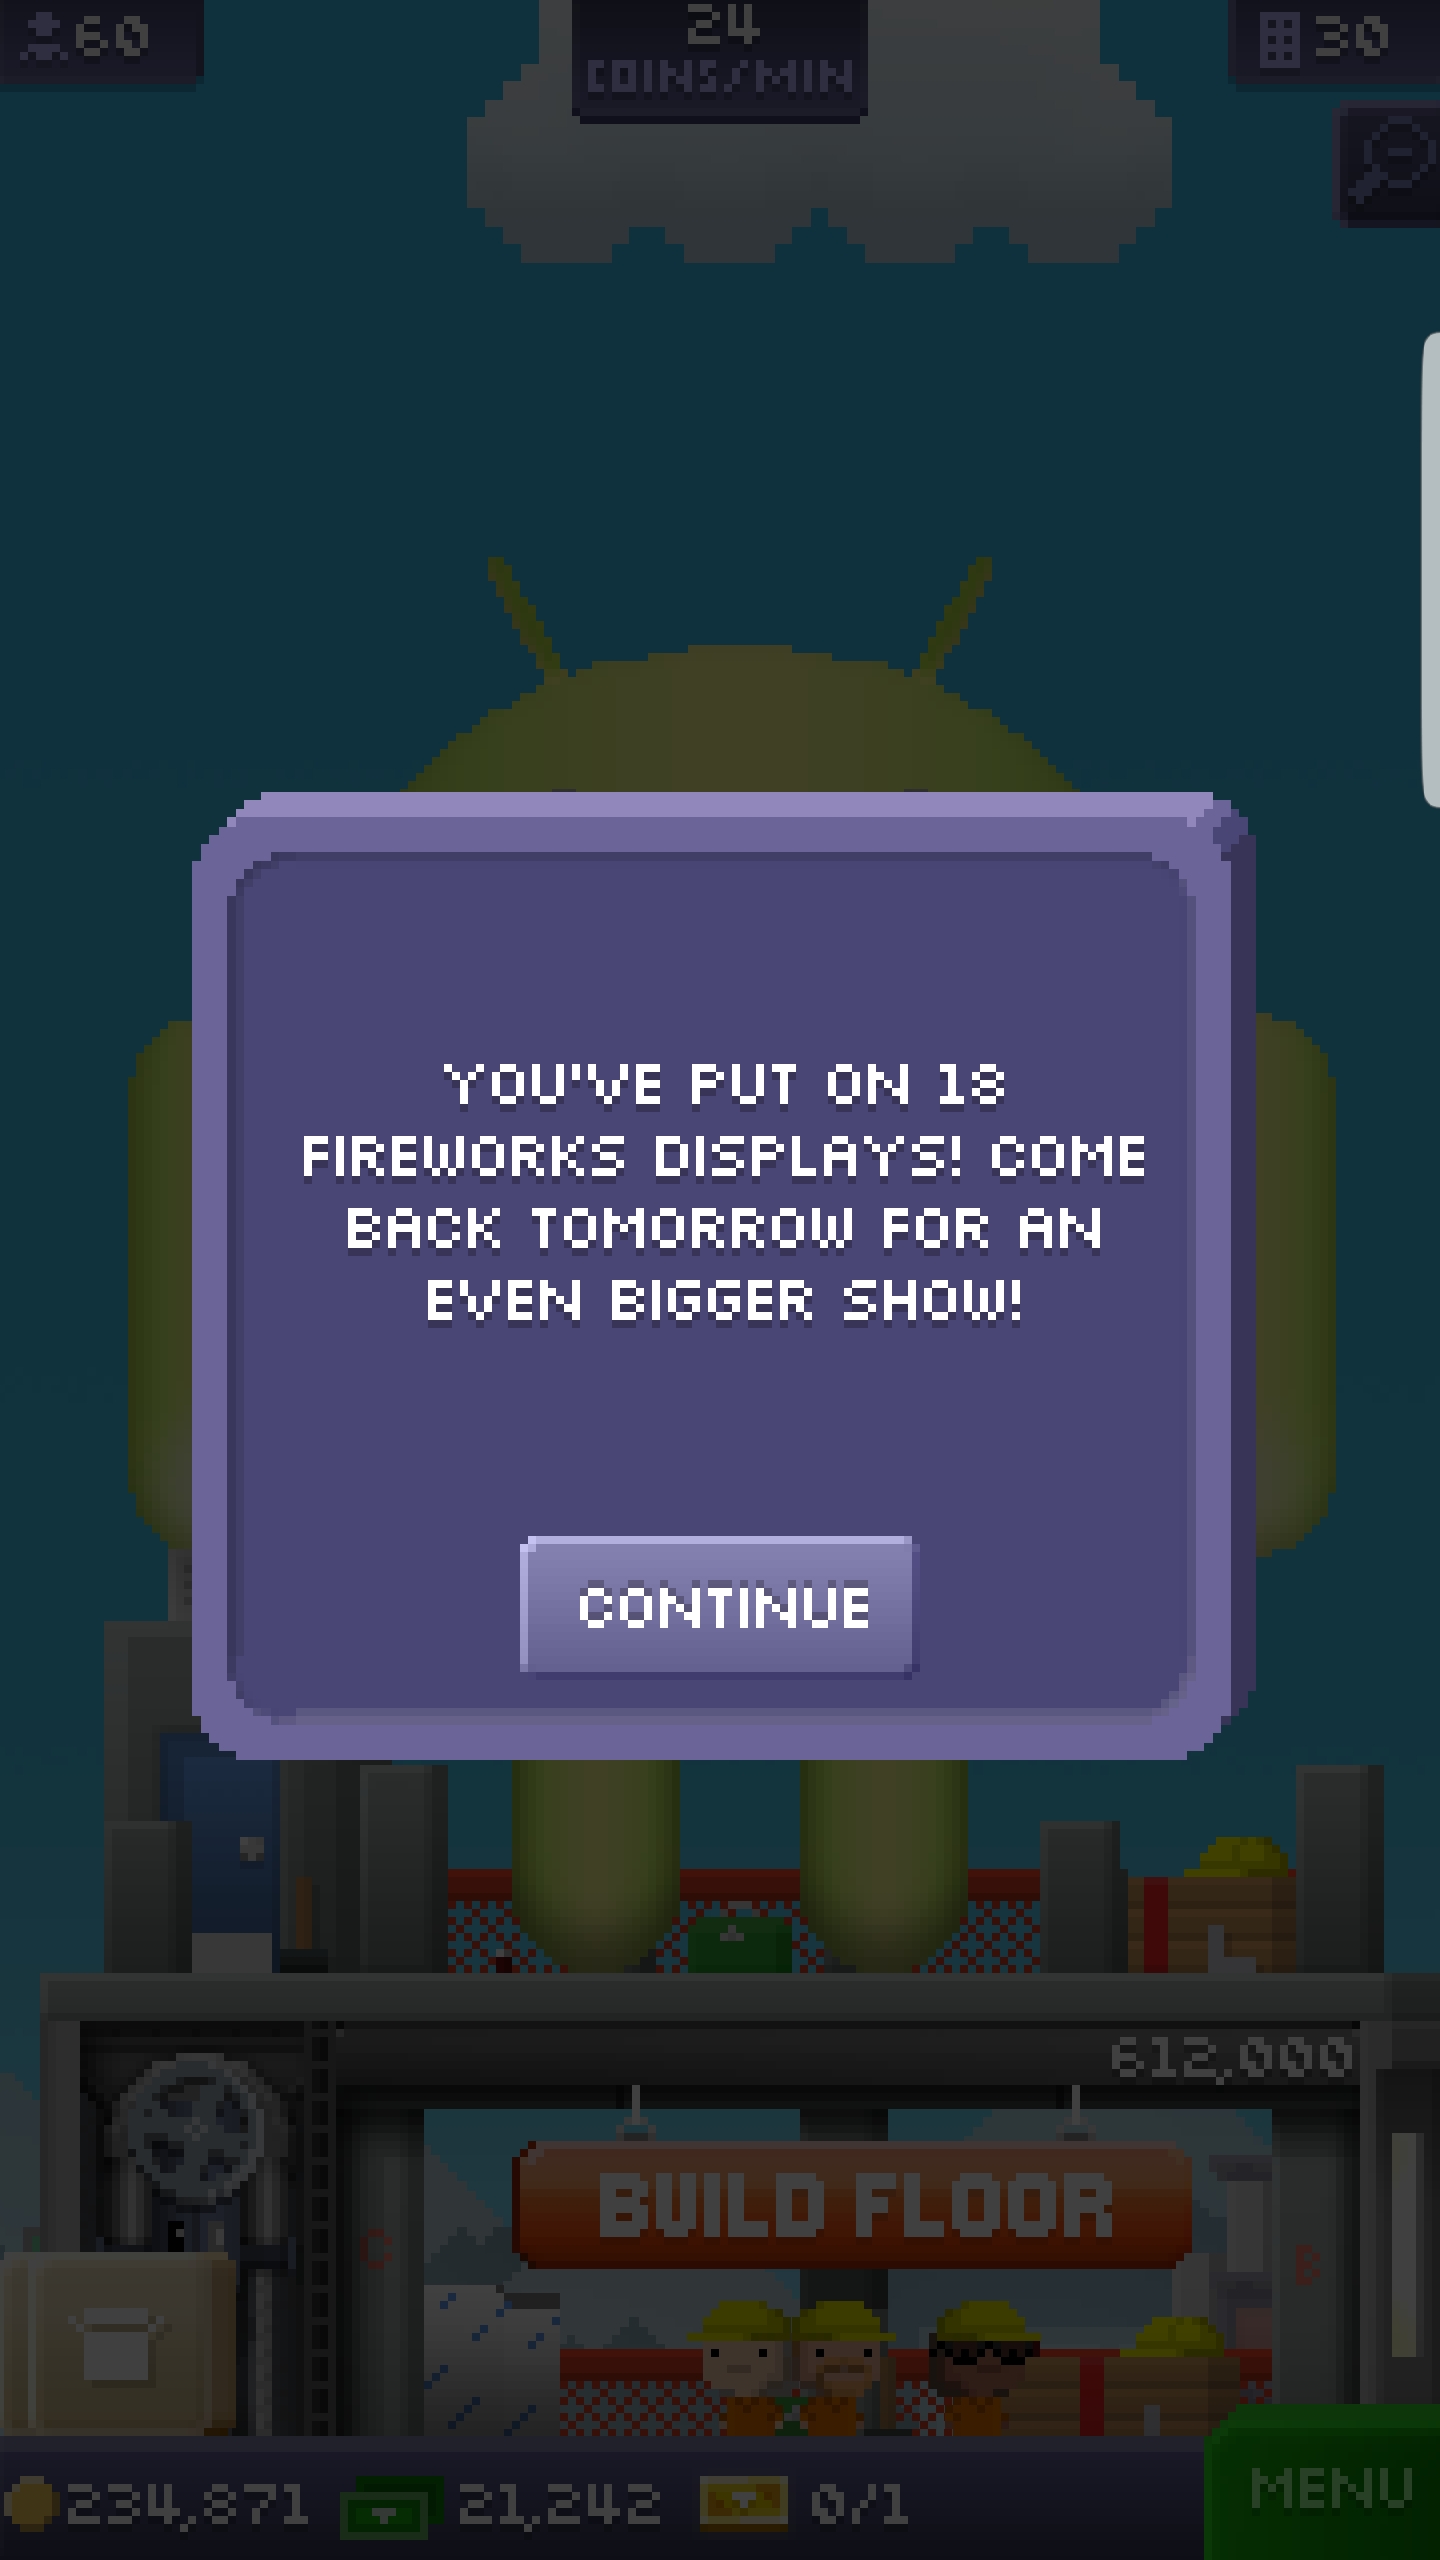 60
24
COINS/MIN
30
YOU'VE PUT ON 18
FIREWORKS DISPLAYS! COME
BACK TOMORROW FOR AN
EVEN BIGGER SHOW!
CONTINUE
612,000
BUILD FLOOR
C
B
234,871
21,242
0/1
MENU